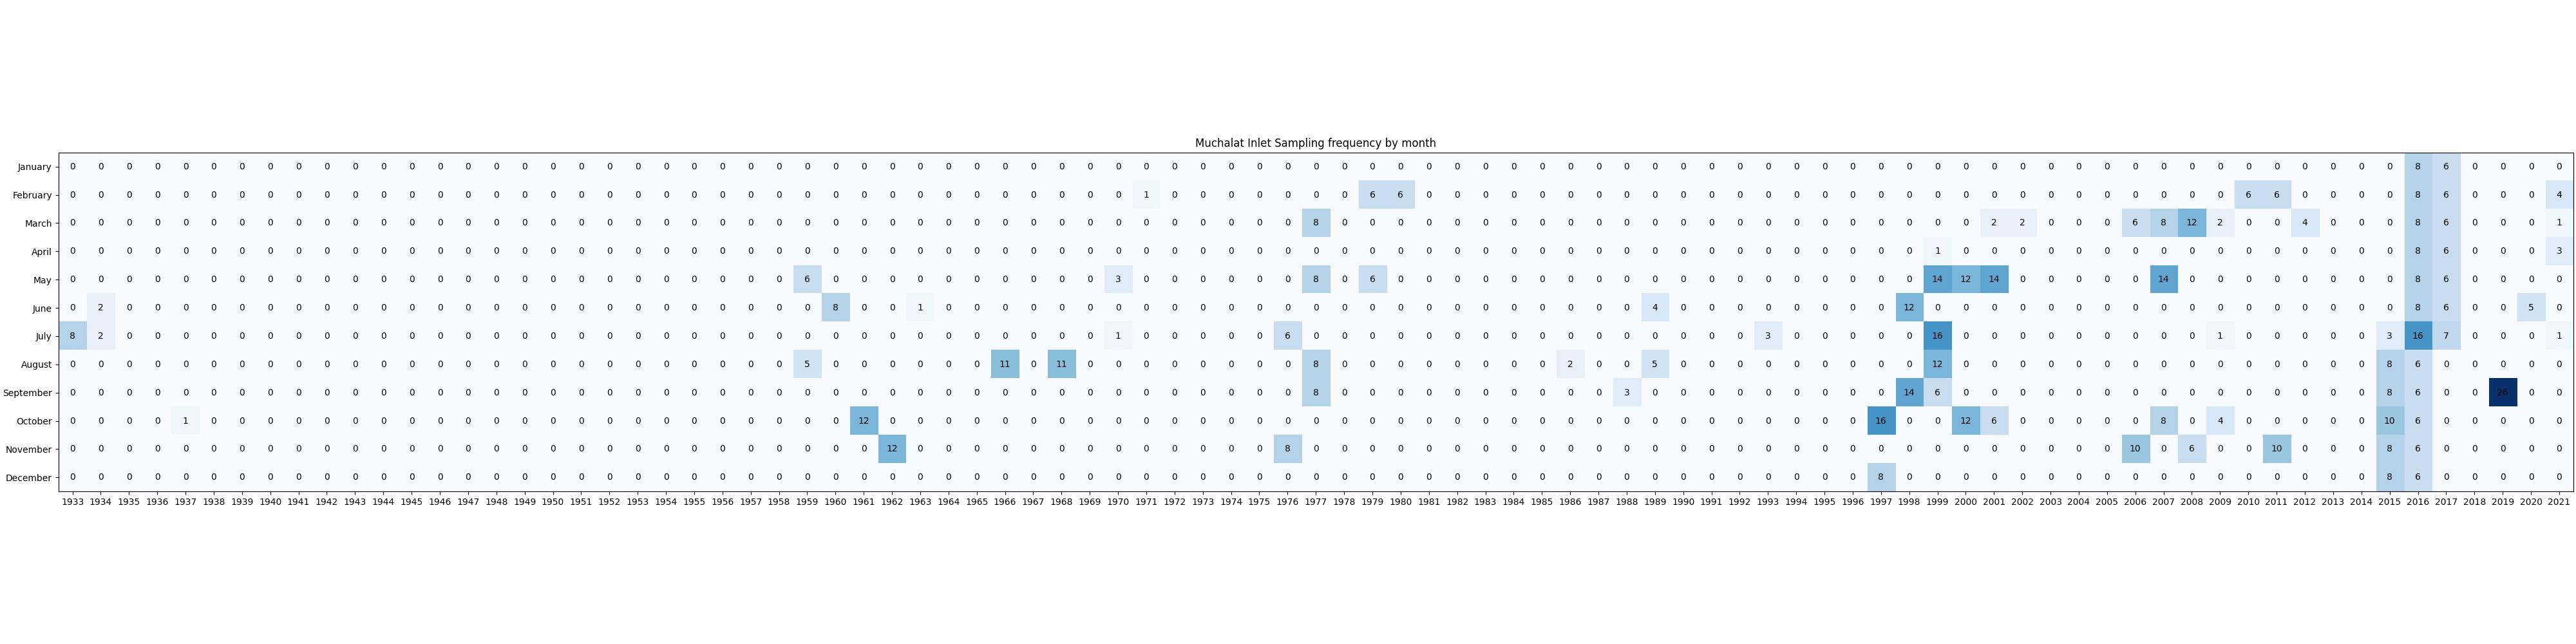 Muchalat Inlet Sampling frequency by month
January 0 0 0 0 0 0 0 0 0 0 0 0 0 0 0 0 0 0 0 0 0 0 0 0 0 0 0 0 0 0 0 0 0 0 0 0 0 0 0 0 0 0 0 0 0 0 0 0 0 0 0 0 0 0 0 0 0 0 0 0 0 0 0 0 0 0 0 0 0 0 0 0 0 0 0 0 0 0 0 0 0 0 0 8 6 0 0 0 0
February 0 0 0 0 0 0 0 0 0 0 0 0 0 0 0 0 0 0 0 0 0 0 0 0 0 0 0 0 0 0 0 0 0 0 0 0 0 0 1 0 0 0 0 0 0 0 6 6 0 0 0 0 0 0 0 0 0 0 0 0 0 0 0 0 0 0 0 0 0 0 0 0 0 0 0 0 0 6 6 0 0 0 0 8 6 0 0 0 4
March 0 0 0 0 0 0 0 0 0 0 0 0 0 0 0 0 0 0 0 0 0 0 0 0 0 0 0 0 0 0 0 0 0 0 0 0 0 0 0 0 0 0 0 0 8 0 0 0 0 0 0 0 0 0 0 0 0 0 0 0 0 0 0 0 0 0 0 0 2 2 0 0 0 6 8 12 2 0 0 4 0 0 0 8 6 0 0 0 1
April 0 0 0 0 0 0 0 0 0 0 0 0 0 0 0 0 0 0 0 0 0 0 0 0 0 0 0 0 0 0 0 0 0 0 0 0 0 0 0 0 0 0 0 0 0 0 0 0 0 0 0 0 0 0 0 0 0 0 0 0 0 0 0 0 0 0 1 0 0 0 0 0 0 0 0 0 0 0 0 0 0 0 0 8 6 0 0 0 3
May 0 0 0 0 0 0 0 0 0 0 0 0 0 0 0 0 0 0 0 0 0 0 0 0 0 0 6 0 0 0 0 0 0 0 0 0 0 3 0 0 0 0 0 0 8 0 6 0 0 0 0 0 0 0 0 0 0 0 0 0 0 0 0 0 0 0 14 12 14 0 0 0 0 0 14 0 0 0 0 0 0 0 0 8 6 0 0 0 0
June 0 2 0 0 0 0 0 0 0 0 0 0 0 0 0 0 0 0 0 0 0 0 0 0 0 0 0 8 0 0 1 0 0 0 0 0 0 0 0 0 0 0 0 0 0 0 0 0 0 0 0 0 0 0 0 0 4 0 0 0 0 0 0 0 0 12 0 0 0 0 0 0 0 0 0 0 0 0 0 0 0 0 0 8 6 0 0 5 0
July 8 2 0 0 0 0 0 0 0 0 0 0 0 0 0 0 0 0 0 0 0 0 0 0 0 0 0 0 0 0 0 0 0 0 0 0 0 1 0 0 0 0 0 6 0 0 0 0 0 0 0 0 0 0 0 0 0 0 0 0 3 0 0 0 0 0 16 0 0 0 0 0 0 0 0 0 1 0 0 0 0 0 3 16 7 0 0 0 1
August 0 0 0 0 0 0 0 0 0 0 0 0 0 0 0 0 0 0 0 0 0 0 0 0 0 0 5 0 0 0 0 0 0 11 0 11 0 0 0 0 0 0 0 0 8 0 0 0 0 0 0 0 0 2 0 0 5 0 0 0 0 0 0 0 0 0 12 0 0 0 0 0 0 0 0 0 0 0 0 0 0 0 8 6 0 0 0 0 0
September 0 0 0 0 0 0 0 0 0 0 0 0 0 0 0 0 0 0 0 0 0 0 0 0 0 0 0 0 0 0 0 0 0 0 0 0 0 0 0 0 0 0 0 0 8 0 0 0 0 0 0 0 0 0 0 3 0 0 0 0 0 0 0 0 0 14 6 0 0 0 0 0 0 0 0 0 0 0 0 0 0 0 8 6 0 0 26 0 0
October 0 0 0 0 1 0 0 0 0 0 0 0 0 0 0 0 0 0 0 0 0 0 0 0 0 0 0 0 12 0 0 0 0 0 0 0 0 0 0 0 0 0 0 0 0 0 0 0 0 0 0 0 0 0 0 0 0 0 0 0 0 0 0 0 16 0 0 12 6 0 0 0 0 0 8 0 4 0 0 0 0 0 10 6 0 0 0 0 0
November 0 0 0 0 0 0 0 0 0 0 0 0 0 0 0 0 0 0 0 0 0 0 0 0 0 0 0 0 0 12 0 0 0 0 0 0 0 0 0 0 0 0 0 8 0 0 0 0 0 0 0 0 0 0 0 0 0 0 0 0 0 0 0 0 0 0 0 0 0 0 0 0 0 10 0 6 0 0 10 0 0 0 8 6 0 0 0 0 0
December 0 0 0 0 0 0 0 0 0 0 0 0 0 0 0 0 0 0 0 0 0 0 0 0 0 0 0 0 0 0 0 0 0 0 0 0 0 0 0 0 0 0 0 0 0 0 0 0 0 0 0 0 0 0 0 0 0 0 0 0 0 0 0 0 8 0 0 0 0 0 0 0 0 0 0 0 0 0 0 0 0 0 8 6 0 0 0 0 0
1933 1934 1935 1936 1937 1938 1939 1940 1941 1942 1943 1944 1945 1946 1947 1948 1949 1950 1951 1952 1953 1954 1955 1956 1957 1958 1959 1960 1961 1962 1963 1964 1965 1966 1967 1968 1969 1970 1971 1972 1973 1974 1975 1976 1977 1978 1979 1980 1981 1982 1983 1984 1985 1986 1987 1988 1989 1990 1991 1992 1993 1994 1995 1996 1997 1998 1999 2000 2001 2002 2003 2004 2005 2006 2007 2008 2009 2010 2011 2012 2013 2014 2015 2016 2017 2018 2019 2020 2021